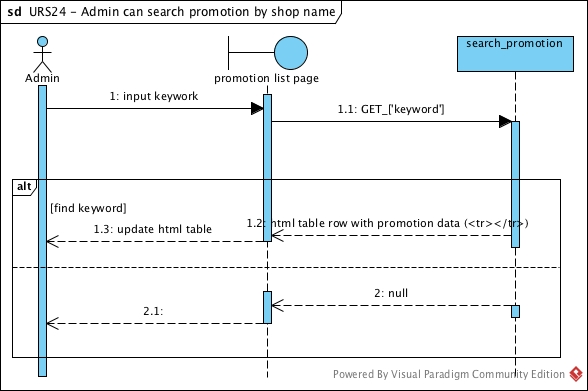 sd URS24 – Admin can search promotion by shop name
search_promotion
Admin
promotion list page
1: input keywork
1.1: GET_['keyword']
alt
[find keyword]
1.2: html table row with promotion data (<tr></tr>)
1.3: update html table
2: null
2.1:
Powered By Visual Paradigm Community Edition